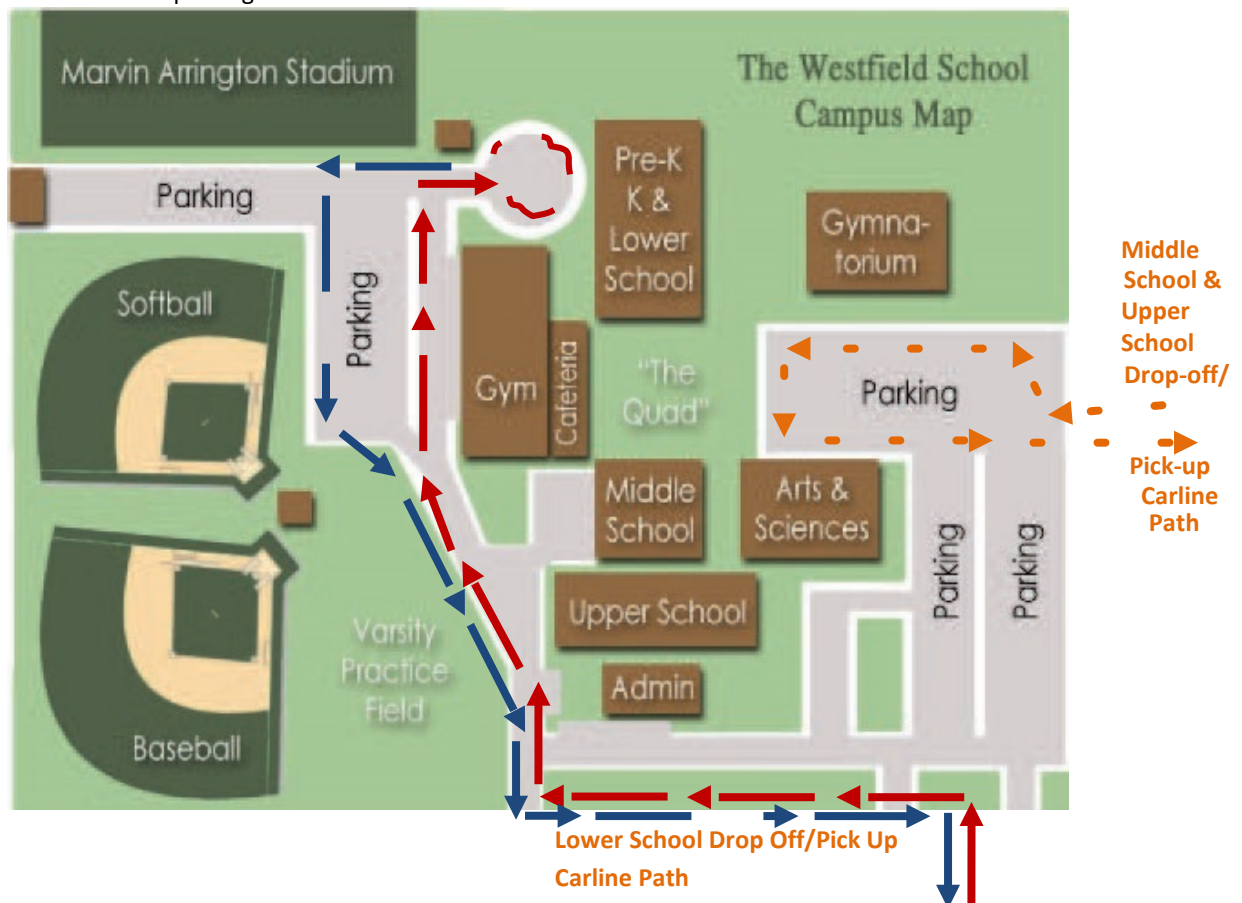 Marvin Arrington Stadium
The Westfield School
Campus Map
Parking
Pre-K
K &
Lower
School
Gymna-
torium
Middle
School &
Upper
School
Drop-off/
Softball
Parking
Gym
Cafeteria
"The
Quad"
Parking
Pick-up
Carline
Path
Middle
School
Arts &
Sciences
Parking
Parking
Upper School
Varsity
Practice
Field
Admin
Baseball
Lower School Drop Off/Pick Up
Carline Path